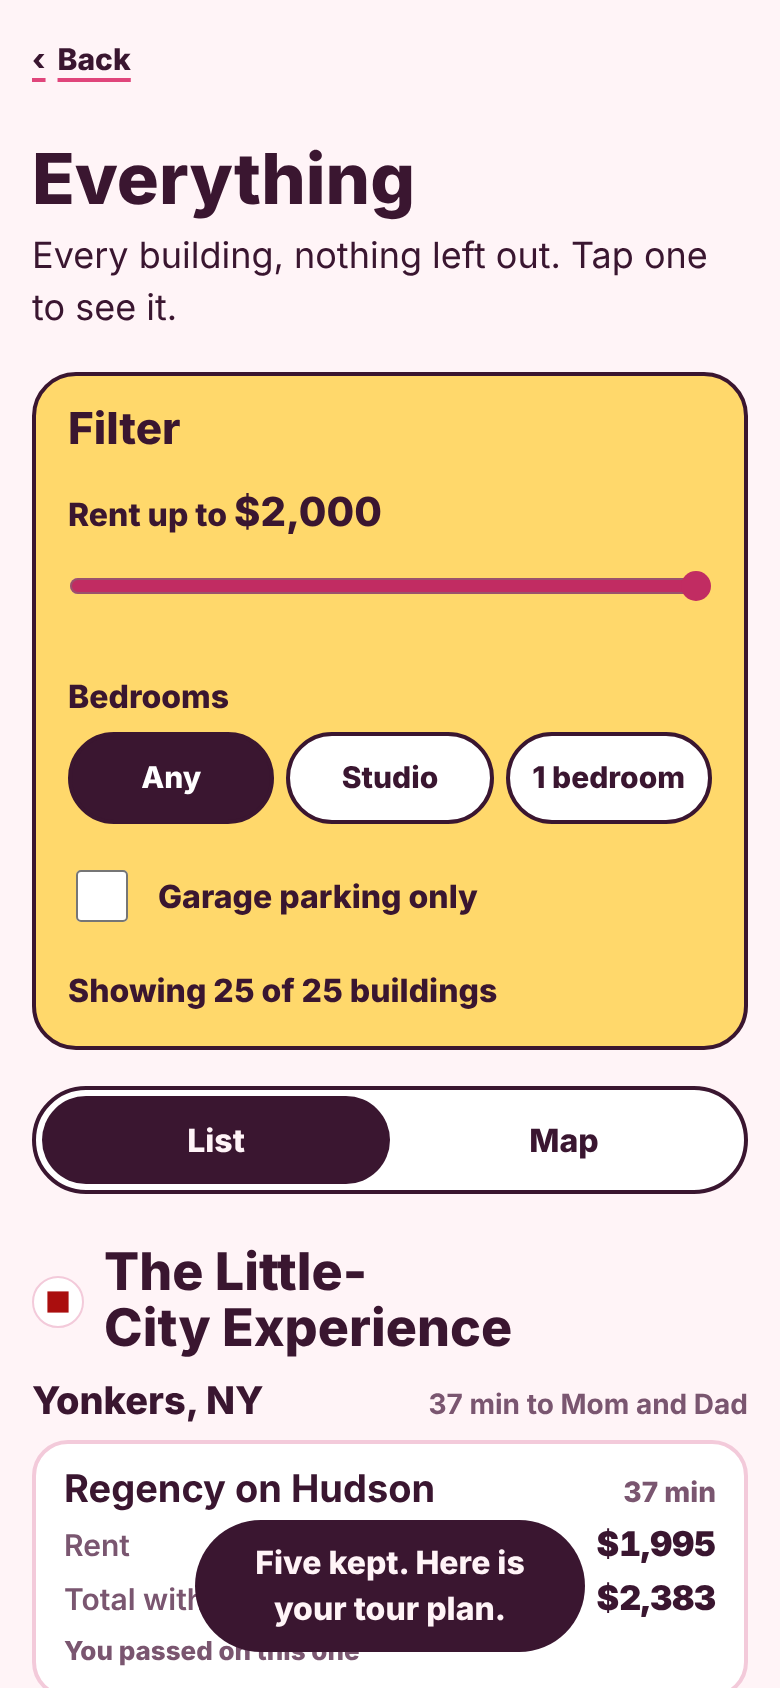 ‹ Back
Everything
Every building, nothing left out. Tap one
to see it.
Filter
Rent up to $2,000
Bedrooms
Any
Studio
1 bedroom
Garage parking only
Showing 25 of 25 buildings
List
Map
The Little-
City Experience
Yonkers, NY
37 min to Mom and Dad
Regency on Hudson
37 min
Rent
$1,995
Total with
$2,383
Five kept. Here is
your tour plan.
You passed on this one